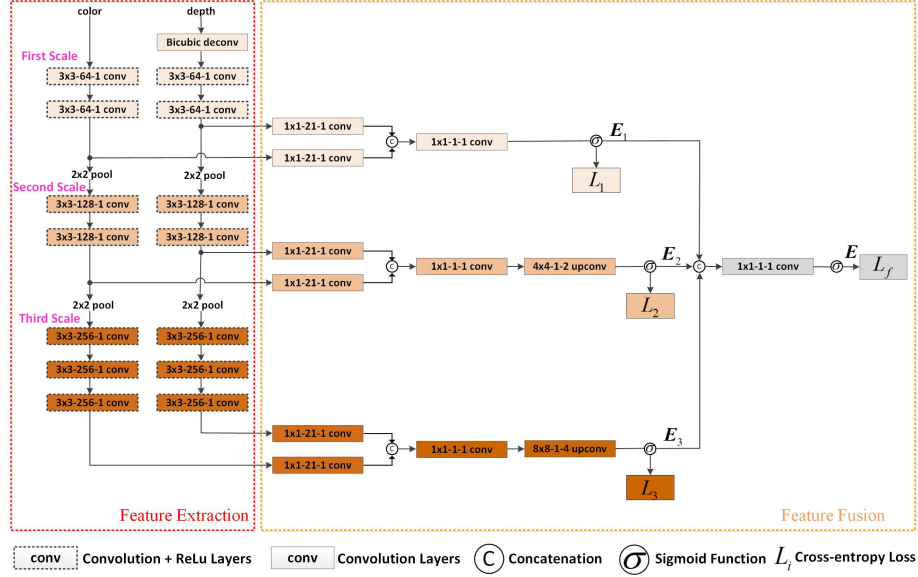 color depth
Bicubic deconv
First Scale
3x3-64-1 conv 3x3-64-1 conv
3x3-64-1 conv 3x3-64-1 conv
2x2 pool 2x2 pool
Second Scale
3x3-128-1 conv 3x3-128-1 conv
3x3-128-1 conv 3x3-128-1 conv
2x2 pool 2x2 pool
Third Scale
3x3-256-1 conv 3x3-256-1 conv
3x3-256-1 conv 3x3-256-1 conv
3x3-256-1 conv 3x3-256-1 conv
Feature Extraction
1x1-21-1 conv
1x1-21-1 conv
C
1x1-1-1 conv
σ
E1
L1
1x1-21-1 conv
1x1-21-1 conv
C
1x1-1-1 conv
4x4-1-2 upconv
σ
E2
L2
1x1-21-1 conv
1x1-21-1 conv
C
1x1-1-1 conv
8x8-1-4 upconv
σ
E3
L3
C
1x1-1-1 conv
σ
E
Lf
Feature Fusion
conv Convolution + ReLu Layers conv Convolution Layers C Concatenation σ Sigmoid Function Li Cross-entropy Loss